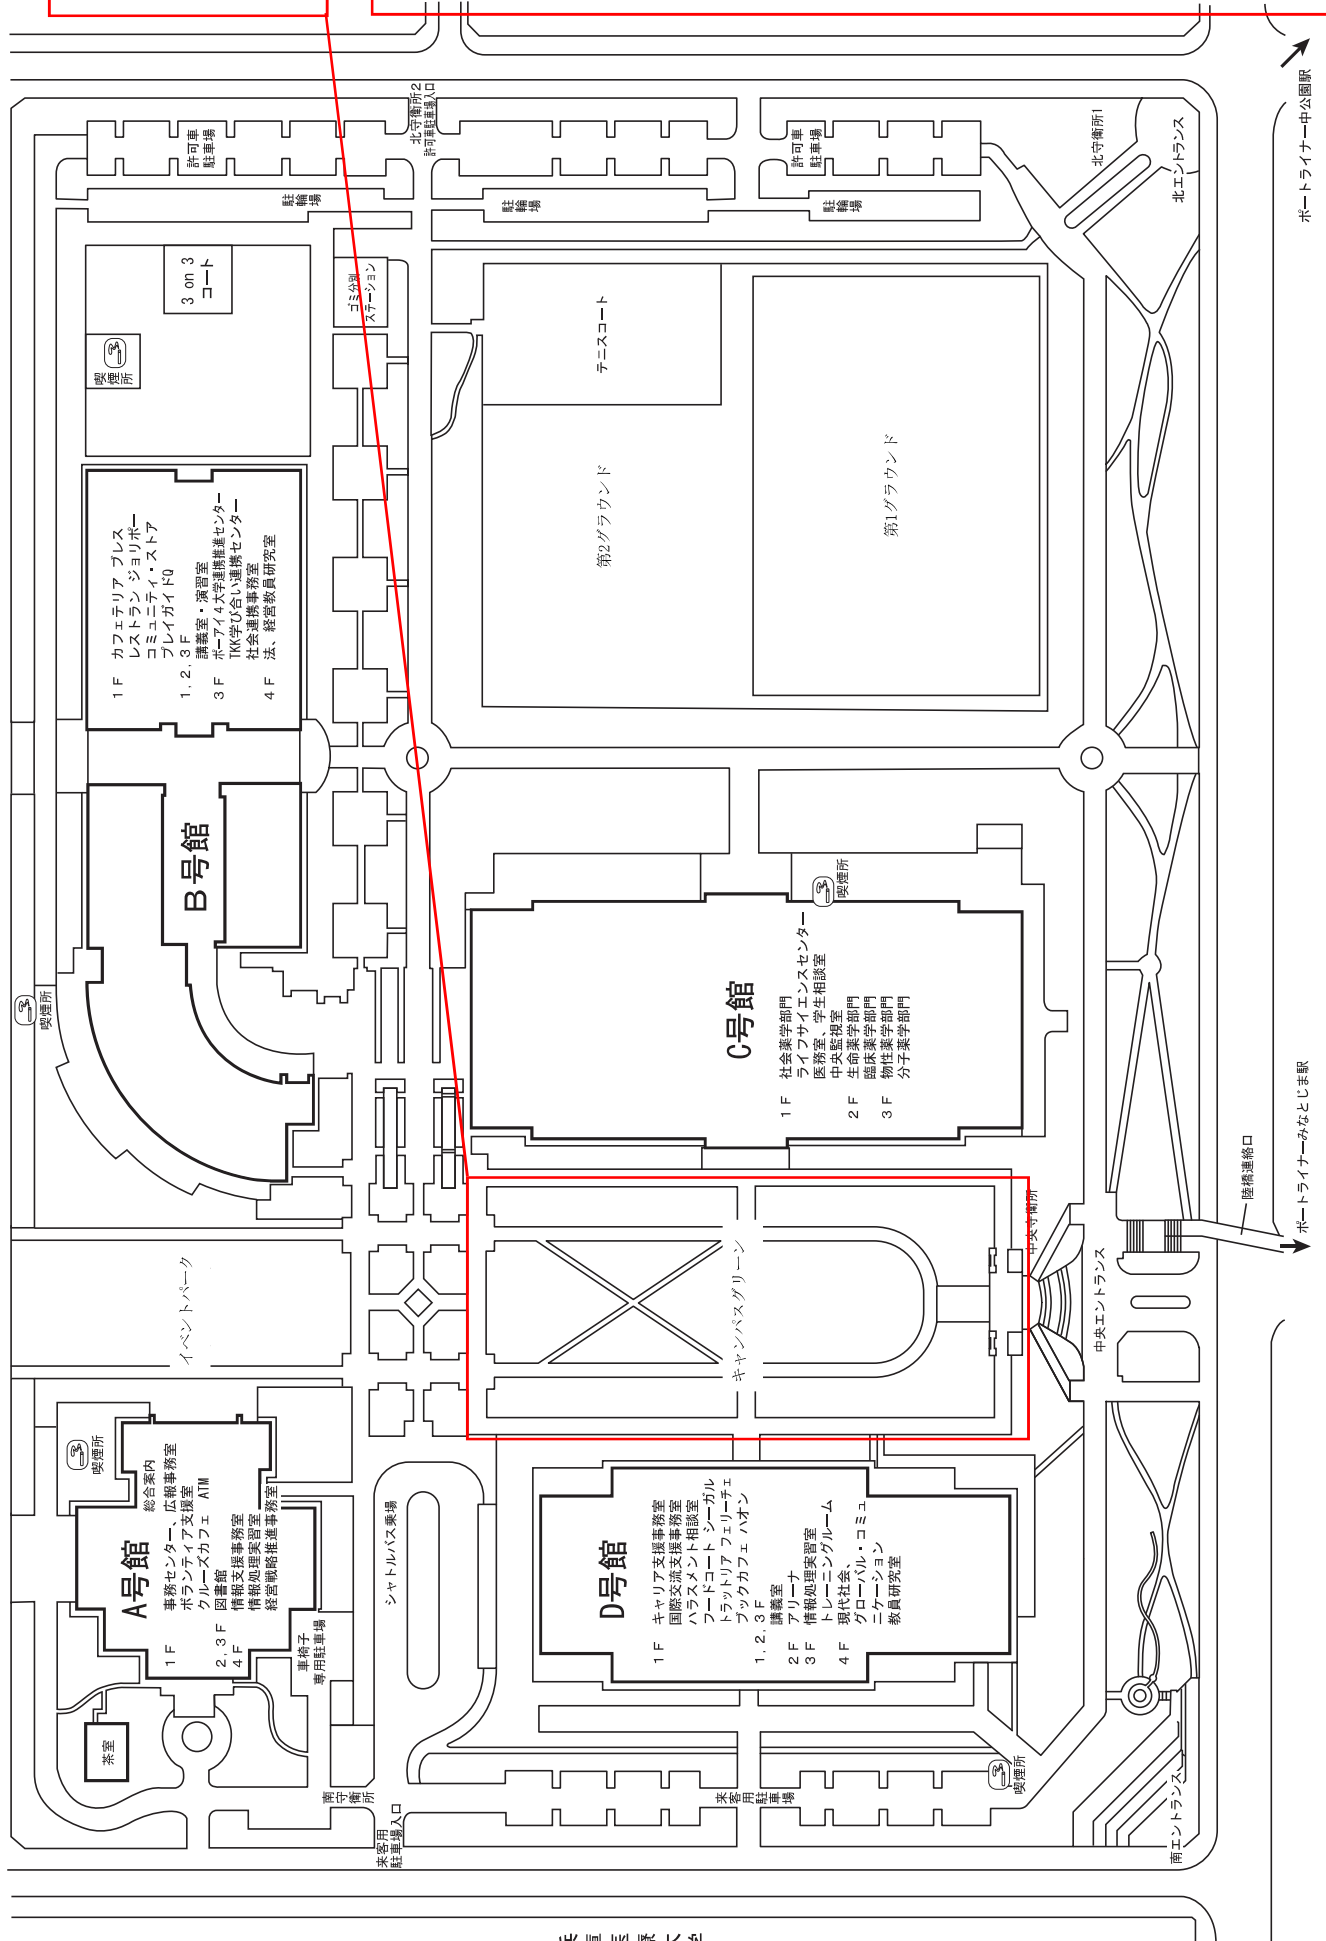 ポートライナー中公園駅
北守衛所2
許可車駐車場入口
許可車
駐車場
許可車
駐車場
北守衛所1
北エントランス
駐輪場
駐輪場
駐輪場
3 on 3
コート
ゴミ分別
ステーション
喫煙所
テニスコート
第2グラウンド
第1グラウンド
1F カフェテリア ブレス
レストラン ジョリポー
コミュニティ・ストア
プレイガイドQ
1,2,3F
講義室・演習室
3F ポーアイ4大学連携推進センター
TKK学び合い連携センター
社会連携事務室
4F 法、経営教員研究室
B号館
喫煙所
喫煙所
C号館
1F 社会薬学部門
ライフサイエンスセンター
医務室、学生相談室
中央監視室
2F 生命薬学部門
臨床薬学部門
3F 物性薬学部門
分子薬学部門
陸橋連絡口
ポートライナーみなとじま駅
中央守衛所
中央エントランス
イベントパーク
キャンパスグリーン
喫煙所
A号館
総合案内
1F 事務センター、広報事務室
ボランティア支援室
クルーズカフェ ATM
2,3F 図書館
4F 情報支援事務室
情報処理実習室
経営戦略推進事務室
シャトルバス乗場
車椅子
専用駐車場
D号館
1F キャリア支援事務室
国際交流支援事務室
ハラスメント相談室
フードコート シーガル
トラットリア フェリーチェ
ブックカフェ ハオン
1,2,3F
講義室
2F アリーナ
3F 情報処理実習室
トレーニングルーム
4F 現代社会、
グローバル・コミュ
ニケーション
教員研究室
茶室
南守衛所
来客用
駐車場入口
来客用
駐車場
喫煙所
南エントランス